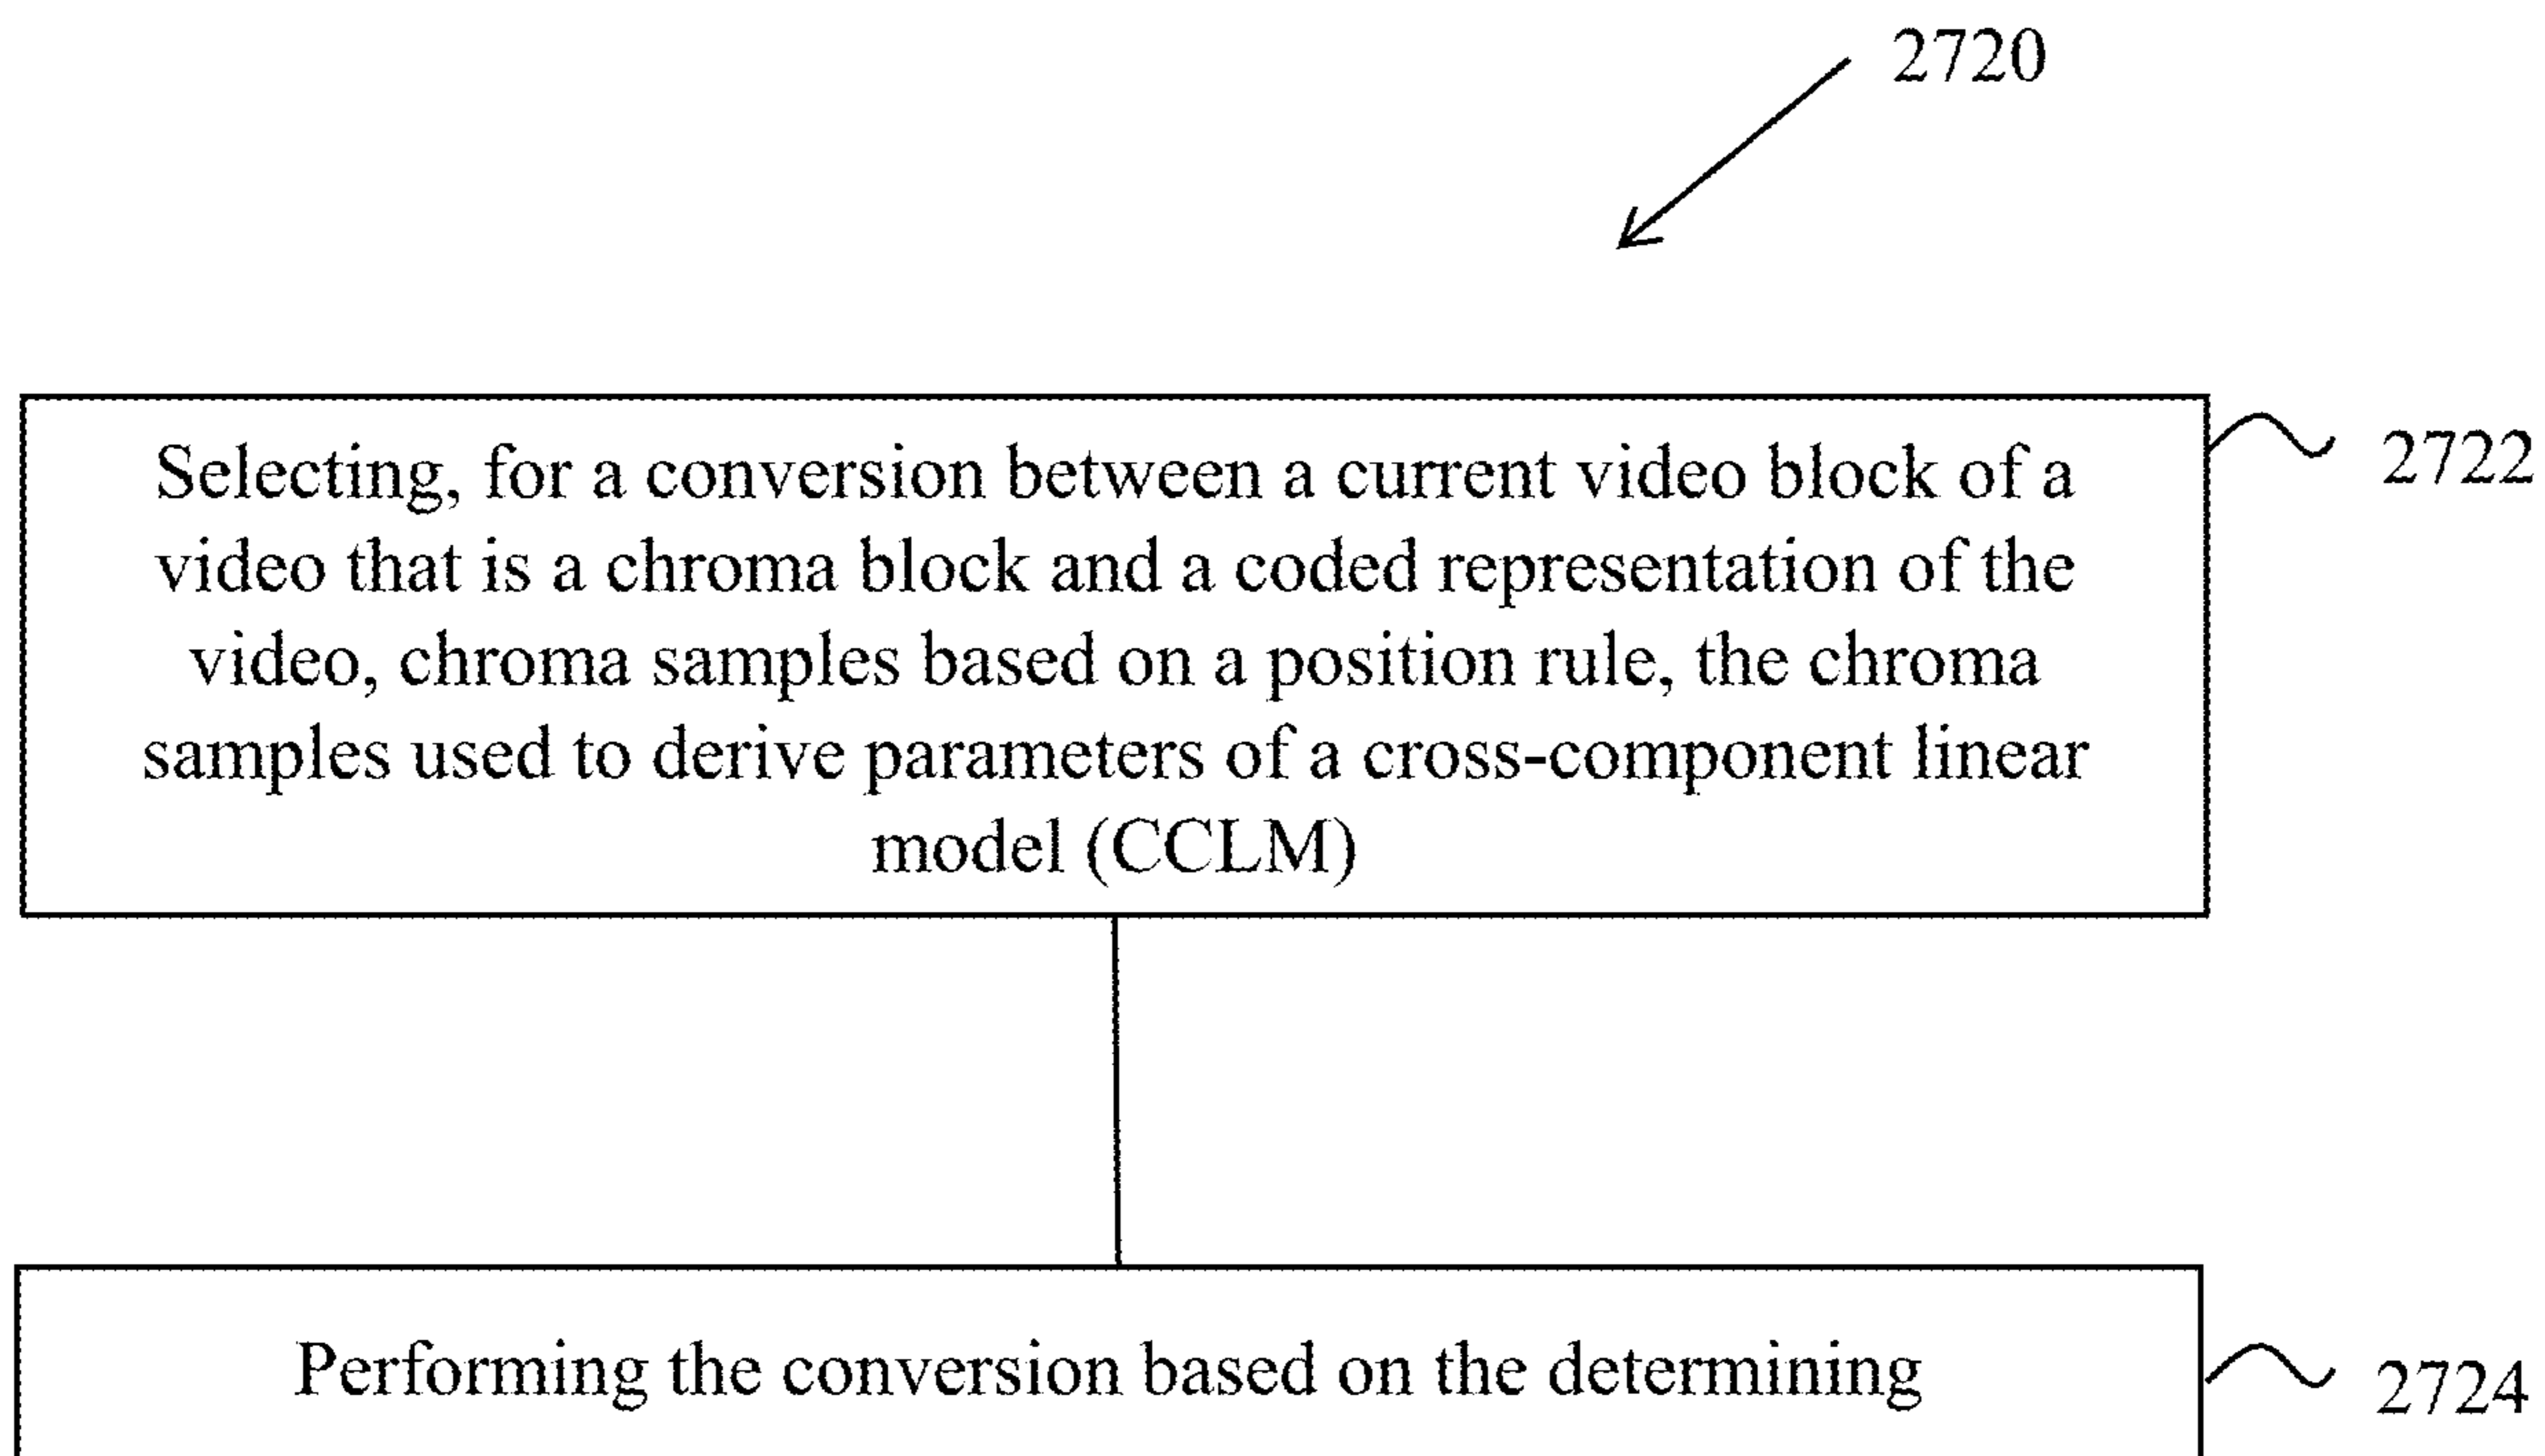 2720
Selecting, for a conversion between a current video block of a
2722
video that is a chroma block and a coded representation of the
video, chroma samples based on a position rule, the chroma
samples used to derive parameters of a cross-component linear
model (CCLM)
Performing the conversion based on the determining
2724